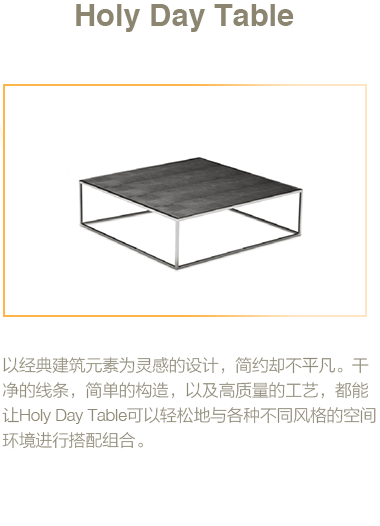 Holy Day Table
以经典建筑元素为灵感的设计，简约却不平凡。干
净的线条，简单的构造，以及高质量的工艺，都能
让Holy Day Table可以轻松地与各种不同风格的空间
环境进行搭配组合。